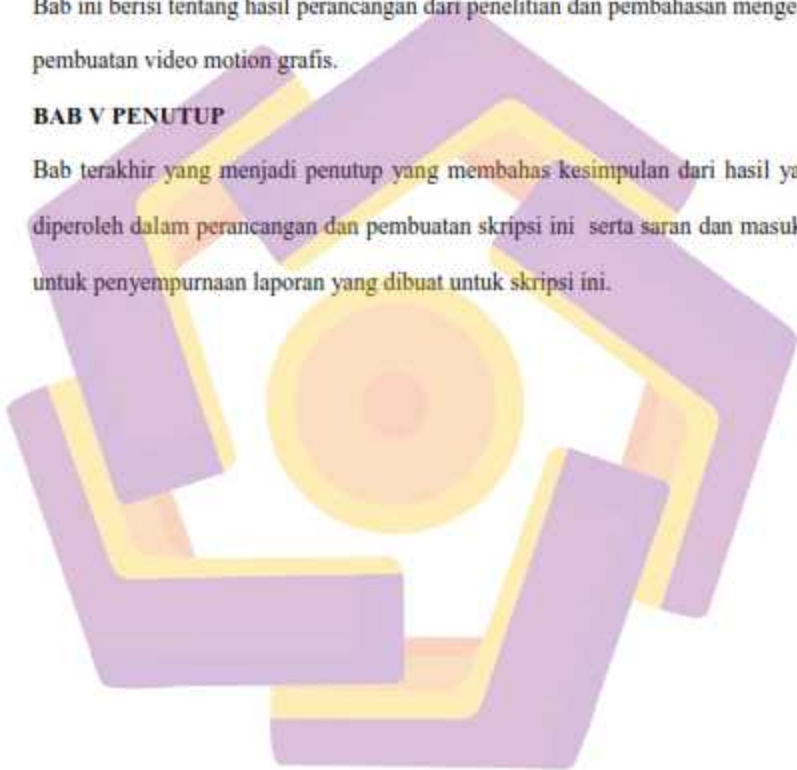 Bab ini berisi tentang hasil perancangan dari penelitian dan pembahasan menge
pembuatan video motion grafis.
BAB V PENUTUP
Bab terakhir yang menjadi penutup yang membahas kesimpulan dari hasil ya
diperoleh dalam perancangan dan pembuatan skripsi ini serta saran dan masuk
untuk penyempurnaan laporan yang dibuat untuk skripsi ini.